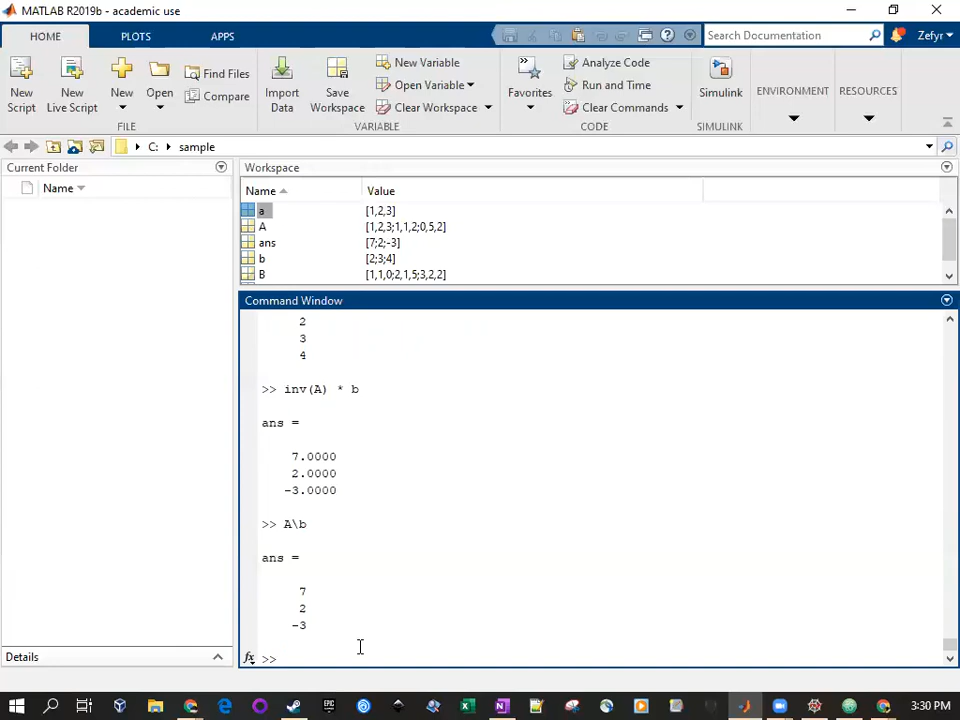 MATLAB R2019b - academic use
HOME
PLOTS
APPS
Search Documentation
Zefyr
New Script
New Live Script
New
Open
Find Files
Compare
Import Data
Save Workspace
New Variable
Open Variable
Clear Workspace
Favorites
Analyze Code
Run and Time
Clear Commands
Simulink
ENVIRONMENT
RESOURCES
FILE
VARIABLE
CODE
SIMULINK
C:
sample
Current Folder
Name
Workspace
Name Value
a [1,2,3]
A [1,2,3;1,1,2;0,5,2]
ans [7;2;-3]
b [2;3;4]
B [1,1,0;2,1,5;3,2,2]
Command Window
2
3
4
>> inv(A) * b
ans =
7.0000
2.0000
-3.0000
>> A\b
ans =
7
2
-3
fx >>
Details
3:30 PM